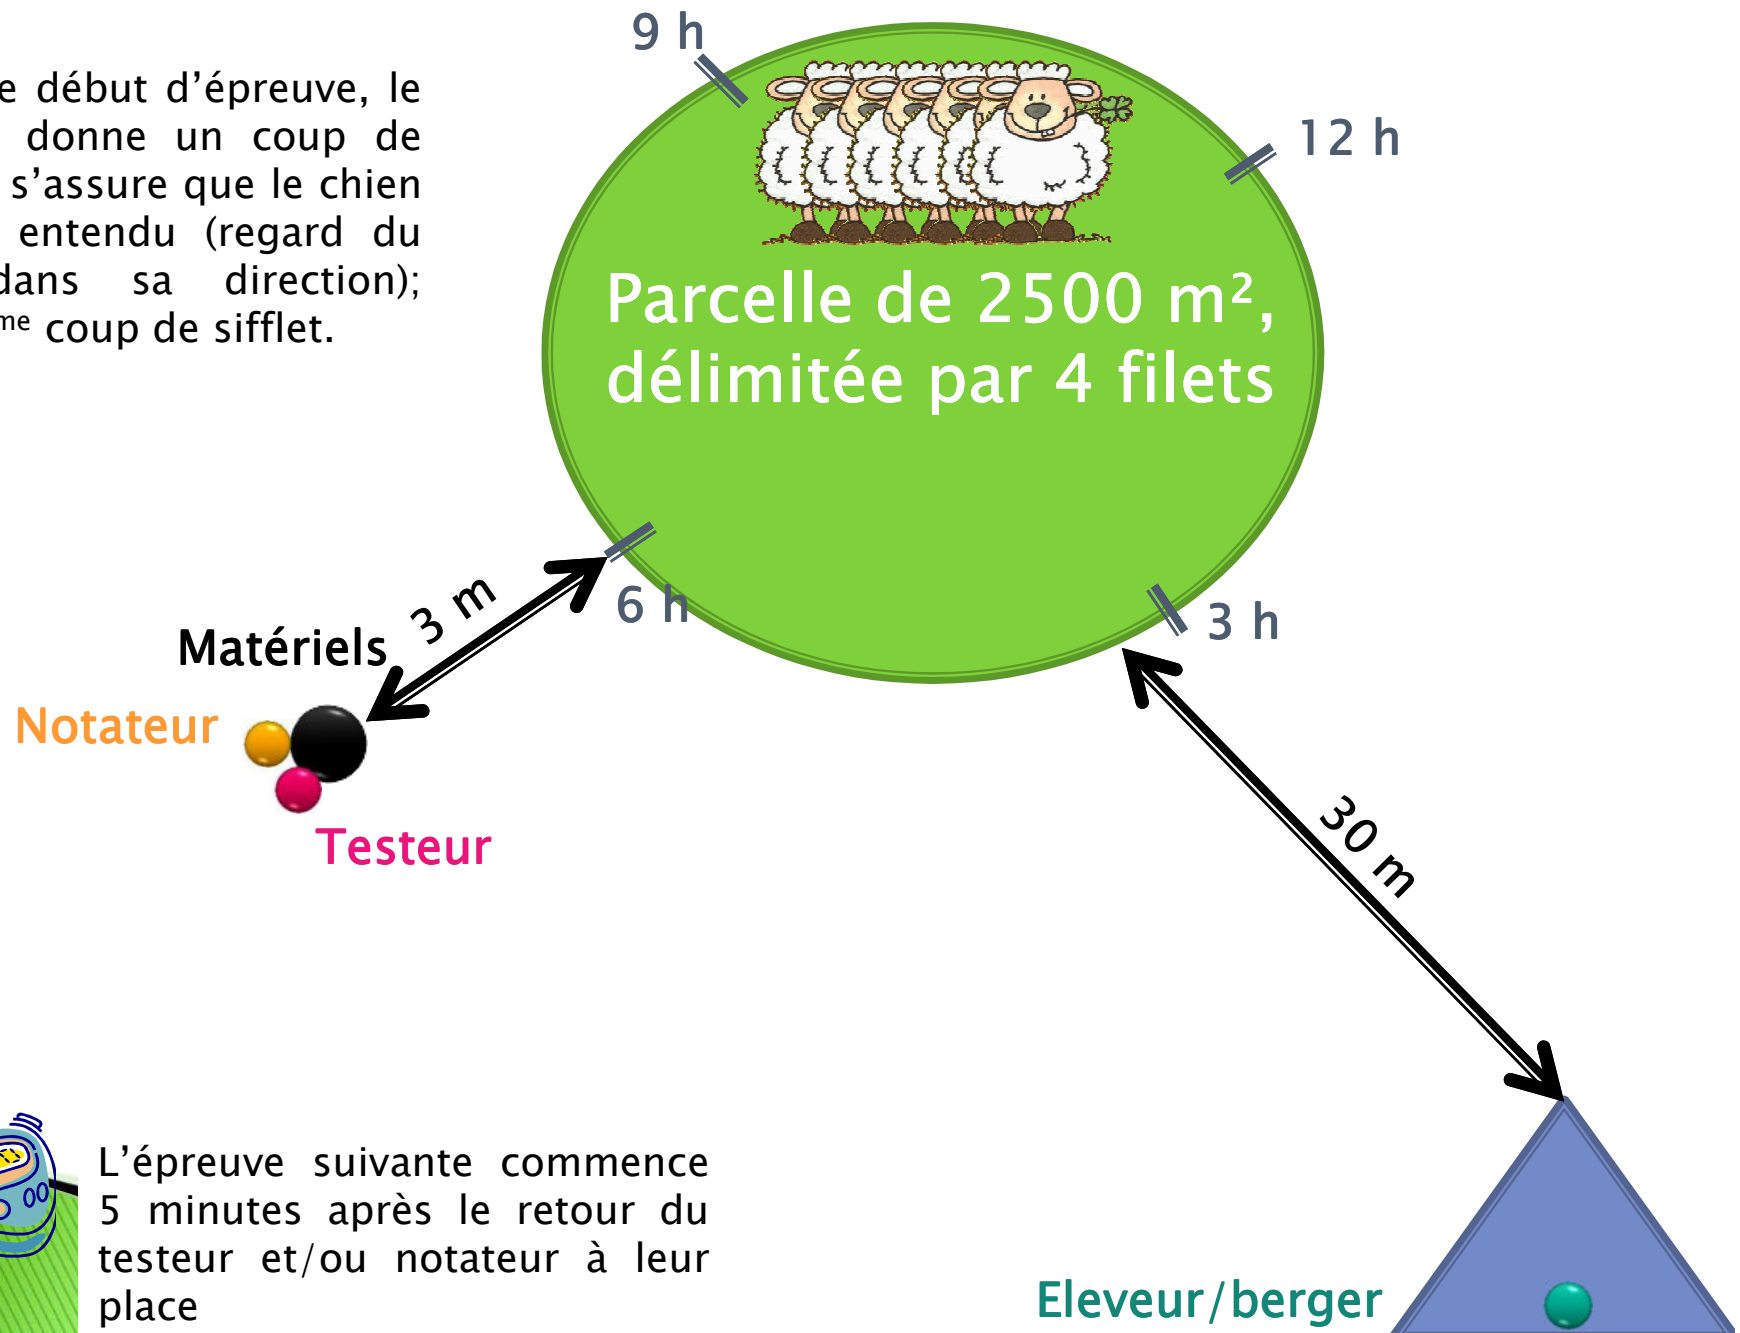 e début d’épreuve, le
donne un coup de
s’assure que le chien
entendu (regard du
dans sa direction);
me coup de sifflet.
9 h
12 h
Parcelle de 2500 m²,
délimitée par 4 filets
6 h
3 h
3 m
Matériels
Notateur
Testeur
30 m
L’épreuve suivante commence
5 minutes après le retour du
testeur et/ou notateur à leur
place
Eleveur/berger